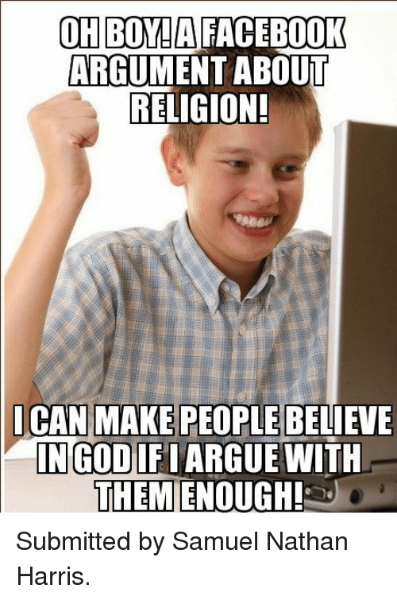 OH BOY! A FACEBOOK
ARGUMENT ABOUT
RELIGION!
I CAN MAKE PEOPLE BELIEVE
IN GOD IF I ARGUE WITH
THEM ENOUGH!
Submitted by Samuel Nathan
Harris.